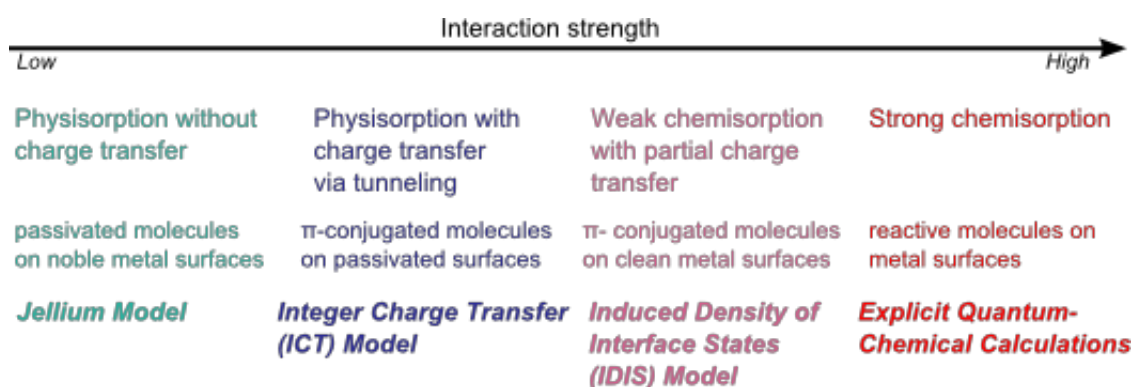 Interaction strength
Low
High
Physisorption without
charge transfer
Physisorption with
charge transfer
via tunneling
Weak chemisorption
with partial charge
transfer
Strong chemisorption
passivated molecules
on noble metal surfaces
π-conjugated molecules
on passivated surfaces
π- conjugated molecules
on clean metal surfaces
reactive molecules on
metal surfaces
Jellium Model
Integer Charge Transfer
(ICT) Model
Induced Density of
Interface States
(IDIS) Model
Explicit Quantum-
Chemical Calculations